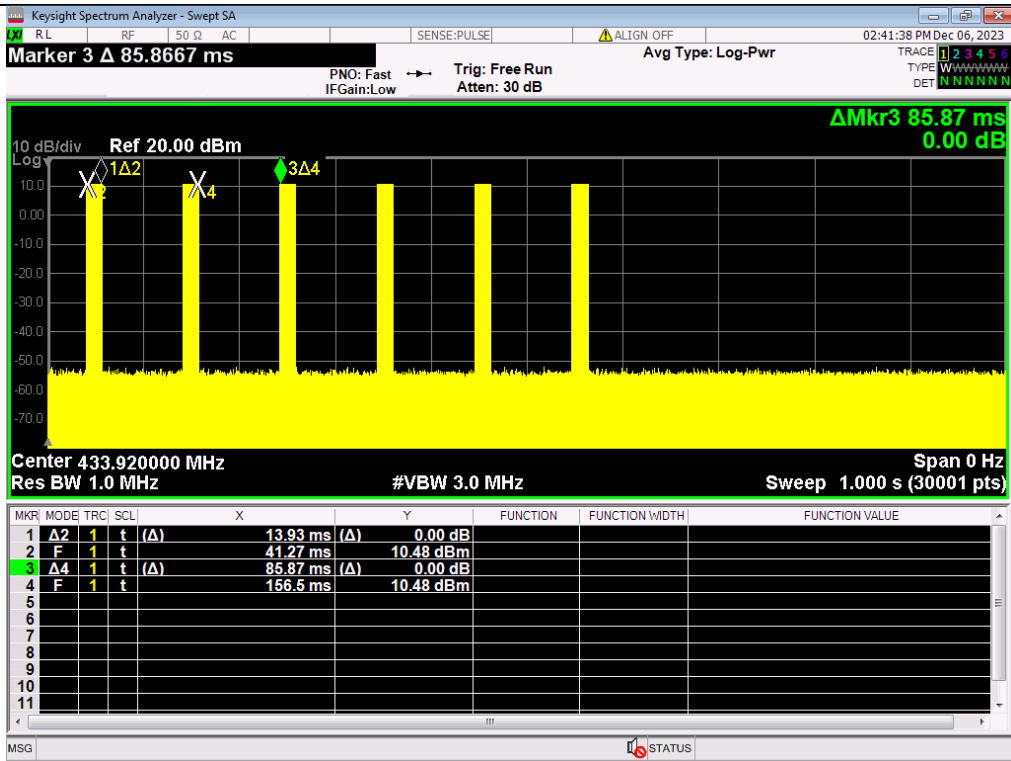 Keysight Spectrum Analyzer - Swept SA
LXI RL RF 50 Ω AC SENSE:PULSE ALIGN OFF 02:41:38 PM Dec 06, 2023
Marker 3 Δ 85.8667 ms
PNO: Fast
IFGain:Low
Trig: Free Run
Atten: 30 dB
Avg Type: Log-Pwr
TRACE 1 2 3 4 5 6
TYPE WWWWWW
DET N N N N N N
ΔMkr3 85.87 ms
0.00 dB
10 dB/div Ref 20.00 dBm
Log
1Δ2 3Δ4
10.0
2 4
0.00
-10.0
-20.0
-30.0
-40.0
-50.0
-60.0
-70.0
Center 433.920000 MHz Span 0 Hz
Res BW 1.0 MHz #VBW 3.0 MHz Sweep 1.000 s (30001 pts)
MKR MODE TRC SCL X Y FUNCTION FUNCTION WIDTH FUNCTION VALUE
1 Δ2 1 t (Δ) 13.93 ms (Δ) 0.00 dB
2 F 1 t 41.27 ms 10.48 dBm
3 Δ4 1 t (Δ) 85.87 ms (Δ) 0.00 dB
4 F 1 t 156.5 ms 10.48 dBm
5
6
7
8
9
10
11
MSG STATUS